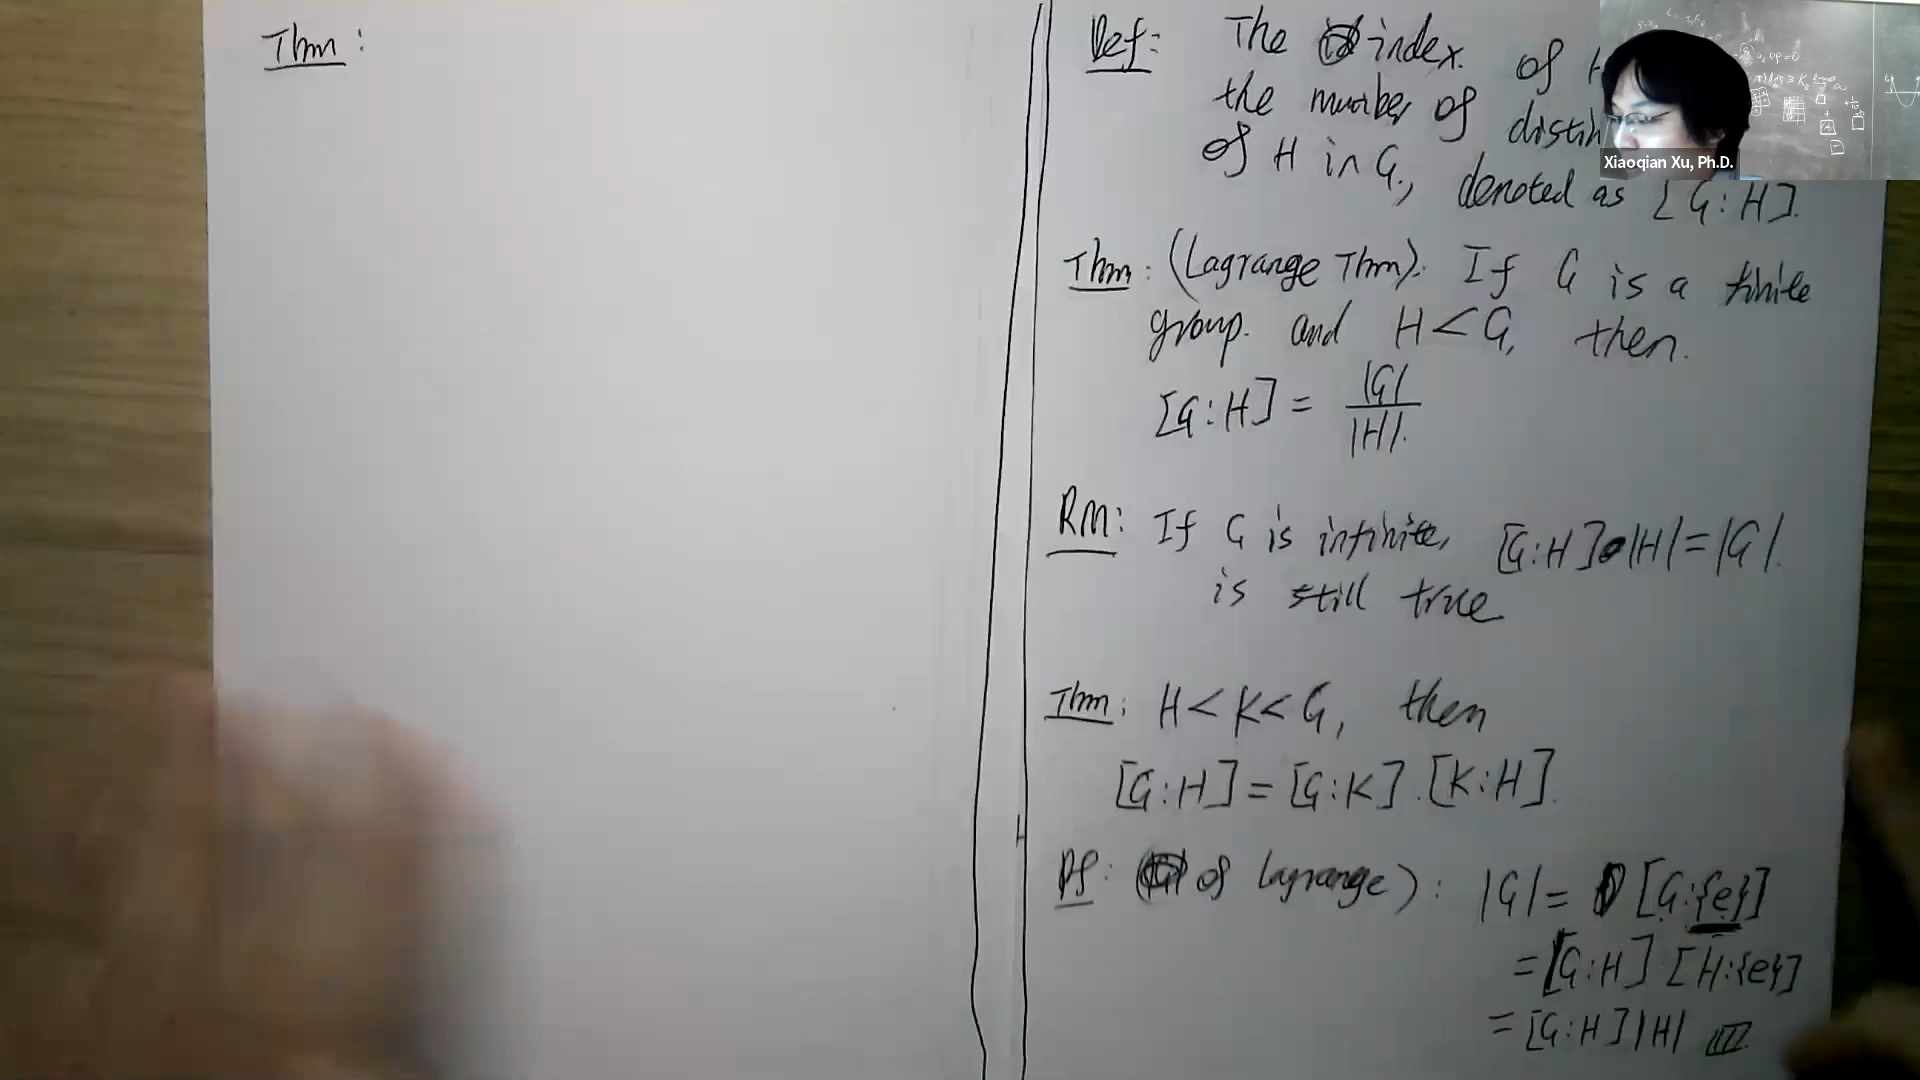 Thm:
Def: The index. of
the number of distin
of H in G., denoted as [G:H].
Thm: (Lagrange Thm). If G is a finite
group. and H<G, then.
[G:H] = |G|/|H|.
Rm: If G is infinite, [G:H]•|H|=|G|.
is still true
Thm: H<K<G, then
[G:H]=[G:K].[K:H].
Pf: (of Lagrange): |G|= [G:{e}]
=[G:H] [H:{e}]
=[G:H]|H|
Xiaoqian Xu, Ph.D.